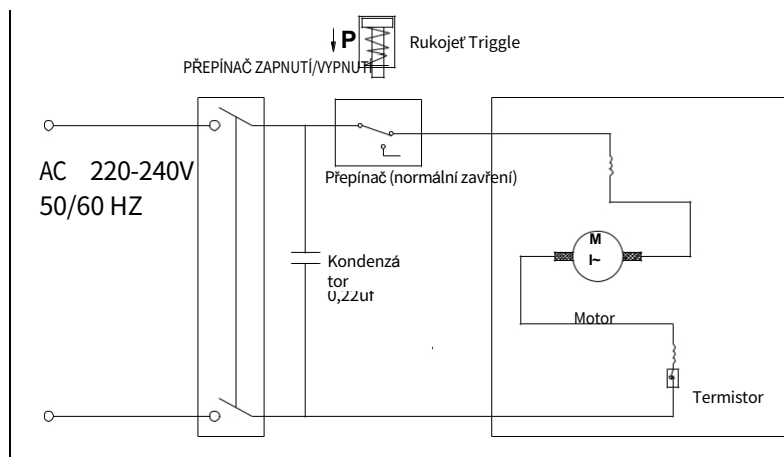 P
Rukojeť Triggle
PŘEPÍNAČ ZAPNUTÍ/VYPNUTÍ
AC 220-240V
50/60 HZ
Přepínač (normální zavření)
Kondenzá
tor
0,22uf
M
I~
Motor
Termistor